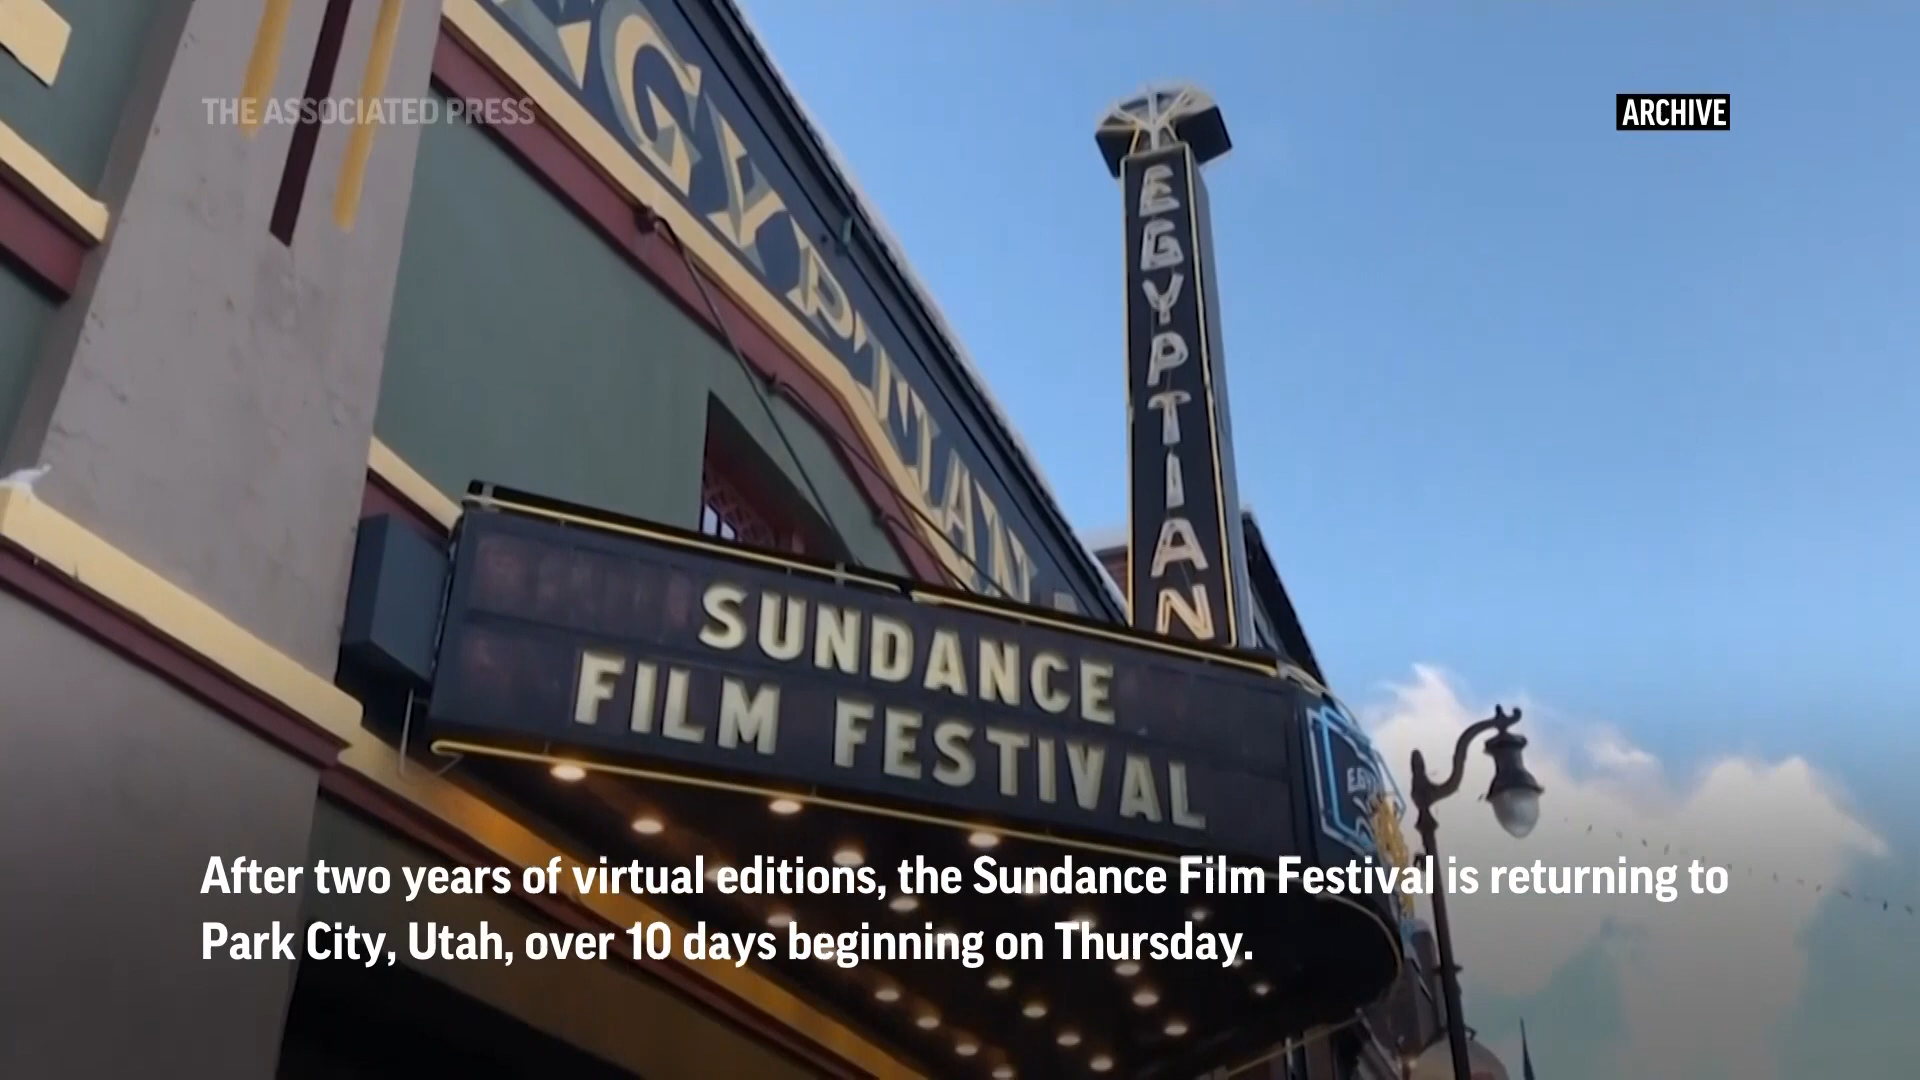 THE ASSOCIATED PRESS
ARCHIVE
EGYPTIAN
EGYPTIAN
SUNDANCE
FILM FESTIVAL
After two years of virtual editions, the Sundance Film Festival is returning to
Park City, Utah, over 10 days beginning on Thursday.